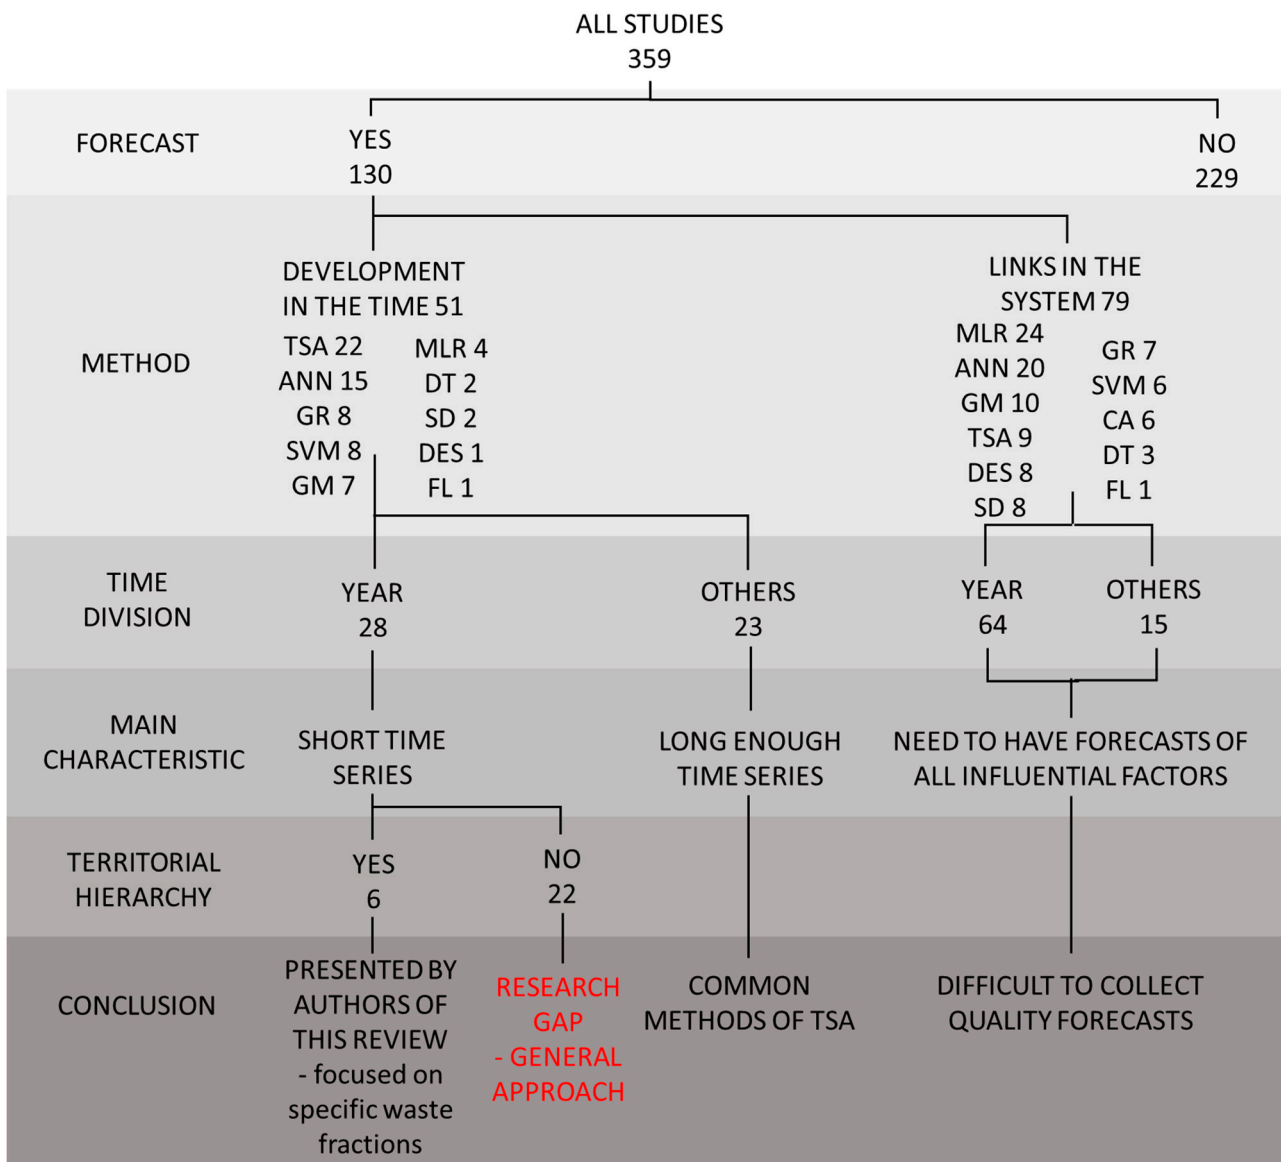 ALL STUDIES
359
FORECAST
YES
130
NO
229
METHOD
DEVELOPMENT
IN THE TIME 51
TSA 22
ANN 15
GR 8
SVM 8
GM 7
MLR 4
DT 2
SD 2
DES 1
FL 1
LINKS IN THE
SYSTEM 79
MLR 24
ANN 20
GM 10
TSA 9
DES 8
SD 8
GR 7
SVM 6
CA 6
DT 3
FL 1
TIME
DIVISION
YEAR
28
OTHERS
23
YEAR
64
OTHERS
15
MAIN
CHARACTERISTIC
SHORT TIME
SERIES
LONG ENOUGH
TIME SERIES
NEED TO HAVE FORECASTS OF
ALL INFLUENTIAL FACTORS
TERRITORIAL
HIERARCHY
YES
6
NO
22
CONCLUSION
PRESENTED BY
AUTHORS OF
THIS REVIEW
- focused on
specific waste
fractions
RESEARCH
GAP
- GENERAL
APPROACH
COMMON
METHODS OF TSA
DIFFICULT TO COLLECT
QUALITY FORECASTS